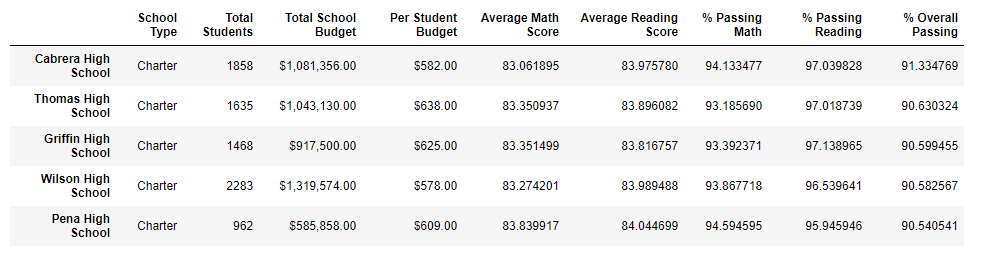 School Type Total Students Total School Budget Per Student Budget Average Math Score Average Reading Score % Passing Math % Passing Reading % Overall Passing
Cabrera High School Charter 1858 $1,081,356.00 $582.00 83.061895 83.975780 94.133477 97.039828 91.334769
Thomas High School Charter 1635 $1,043,130.00 $638.00 83.350937 83.896082 93.185690 97.018739 90.630324
Griffin High School Charter 1468 $917,500.00 $625.00 83.351499 83.816757 93.392371 97.138965 90.599455
Wilson High School Charter 2283 $1,319,574.00 $578.00 83.274201 83.989488 93.867718 96.539641 90.582567
Pena High School Charter 962 $585,858.00 $609.00 83.839917 84.044699 94.594595 95.945946 90.540541